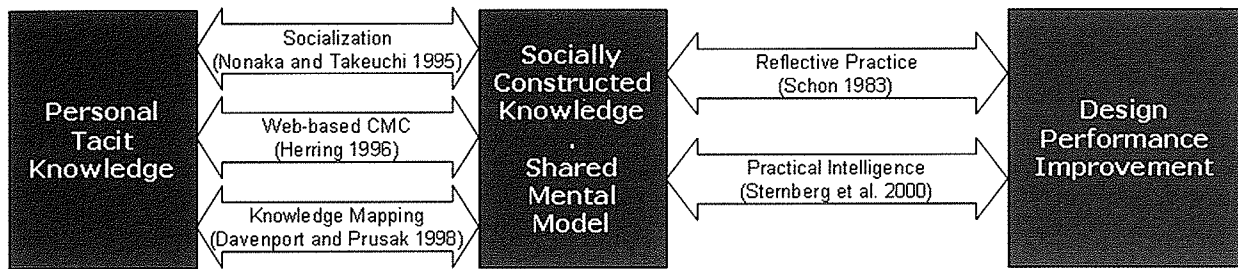 Personal
Tacit
Knowledge
Socialization
(Nonaka and Takeuchi 1995)
Web-based CMC
(Herring 1996)
Knowledge Mapping
(Davenport and Prusak 1998)
Socially
Constructed
Knowledge
.
Shared
Mental
Model
Reflective Practice
(Schon 1983)
Practical Intelligence
(Sternberg et al. 2000)
Design
Performance
Improvement